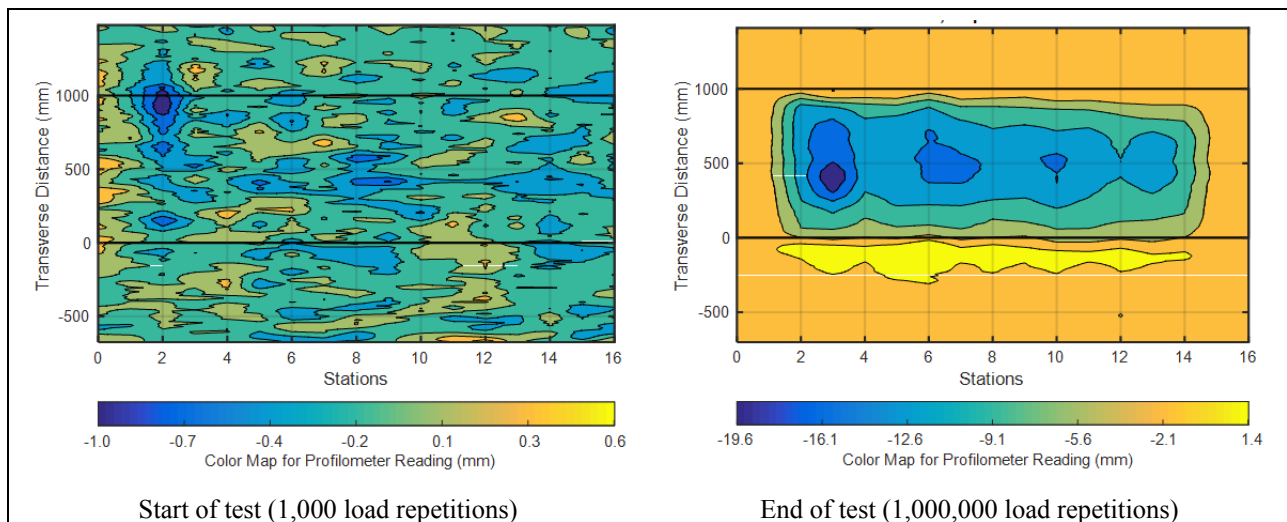 1000
500
0
-500
Transverse Distance (mm)
0 2 4 6 8 10 12 14 16
Stations
-1.0 -0.7 -0.4 -0.2 0.1 0.3 0.6
Color Map for Profilometer Reading (mm)
Start of test (1,000 load repetitions)
1000
500
0
-500
Transverse Distance (mm)
0 2 4 6 8 10 12 14 16
Stations
-19.6 -16.1 -12.6 -9.1 -5.6 -2.1 1.4
Color Map for Profilometer Reading (mm)
End of test (1,000,000 load repetitions)